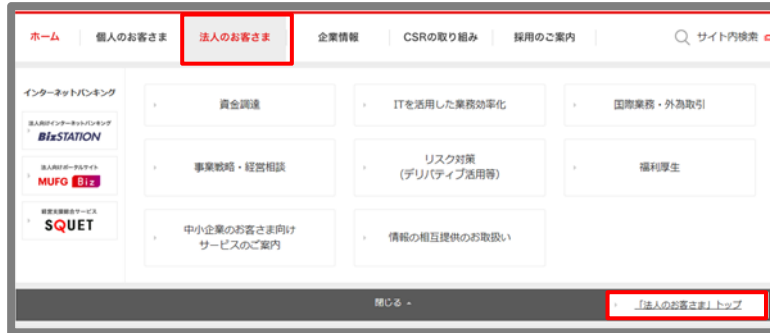 ホーム
個人のお客さま
法人のお客さま
企業情報
CSRの取り組み
採用のご案内
サイト内検索
インターネットバンキング
法人向けインターネットバンキング
BizSTATION
法人向けポータルサイト
MUFG Biz
経営支援総合サービス
SQUET
資金調達
ITを活用した業務効率化
国際業務・外為取引
事業戦略・経営相談
リスク対策
(デリバティブ活用等)
福利厚生
中小企業のお客さま向け
サービスのご案内
情報の相互提供のお取扱い
閉じる
「法人のお客さま」トップ